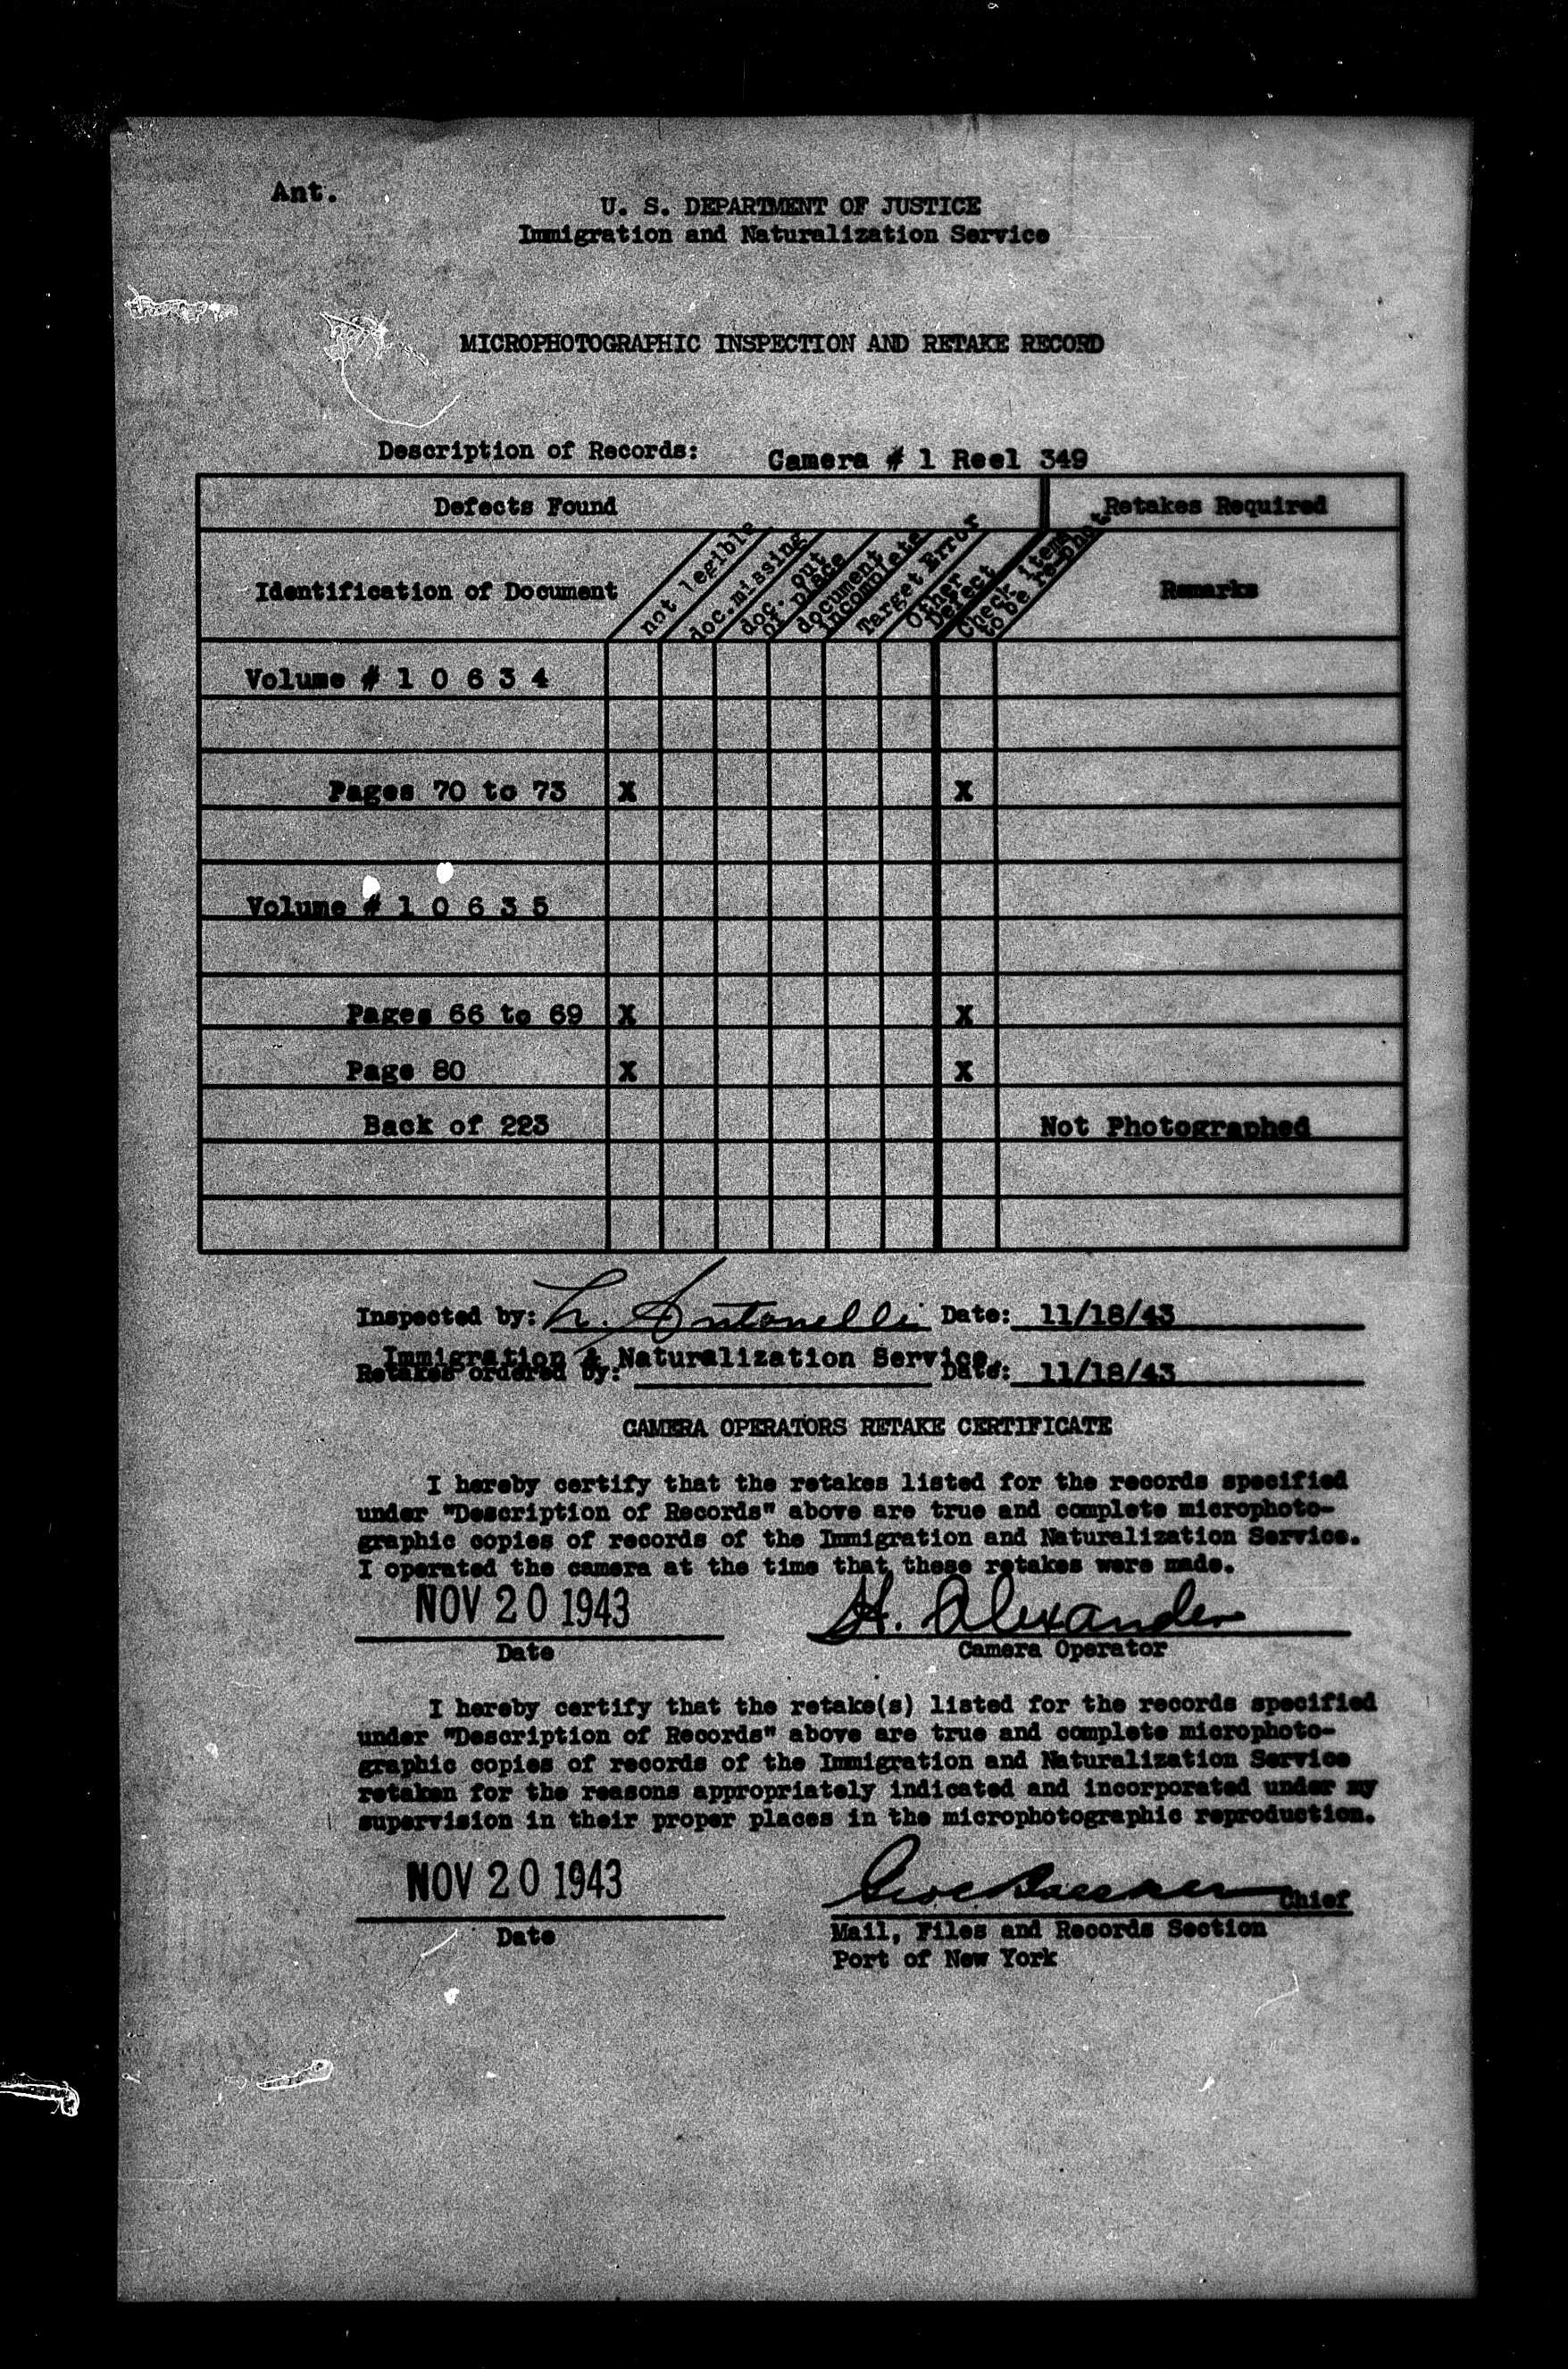 Ant.
U. S. DEPARTMENT OF JUSTICE
Immigration and Naturalization Service
MICROPHOTOGRAPHIC INSPECTION AND RETAKE RECORD
Description of Records: Camera # 1 Reel 349
Defects Found Retakes Required
Identification of Document
not legible
doc.missing
doc. out
of place
document
incomplete
Target Error
Other
Defect
Check items
to be re-phot
Remarks
Volume # 1 0 6 3 4
Pages 70 to 73 X X
Volume # 1 0 6 3 5
Pages 66 to 69 X X
Page 80 X X
Back of 223 Not Photographed
Inspected by: L. Antonelli Date: 11/18/43
Immigration & Naturalization Service
Retakes ordered by: Date: 11/18/43
CAMERA OPERATORS RETAKE CERTIFICATE
I hereby certify that the retakes listed for the records specified
under "Description of Records" above are true and complete microphoto-
graphic copies of records of the Immigration and Naturalization Service.
I operated the camera at the time that these retakes were made.
NOV 20 1943 H. Alexander
Date Camera Operator
I hereby certify that the retake(s) listed for the records specified
under "Description of Records" above are true and complete microphoto-
graphic copies of records of the Immigration and Naturalization Service
retaken for the reasons appropriately indicated and incorporated under my
supervision in their proper places in the microphotographic reproduction.
NOV 20 1943 Chief
Date Mail, Files and Records Section
Port of New York